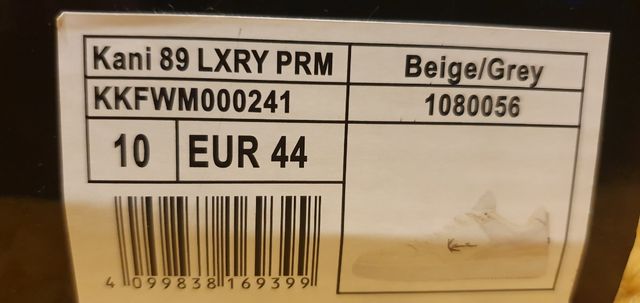 Kani 89 LXRY PRM Beige/Grey
KKFWM000241 1080056
10 EUR 44
4 099838 169399